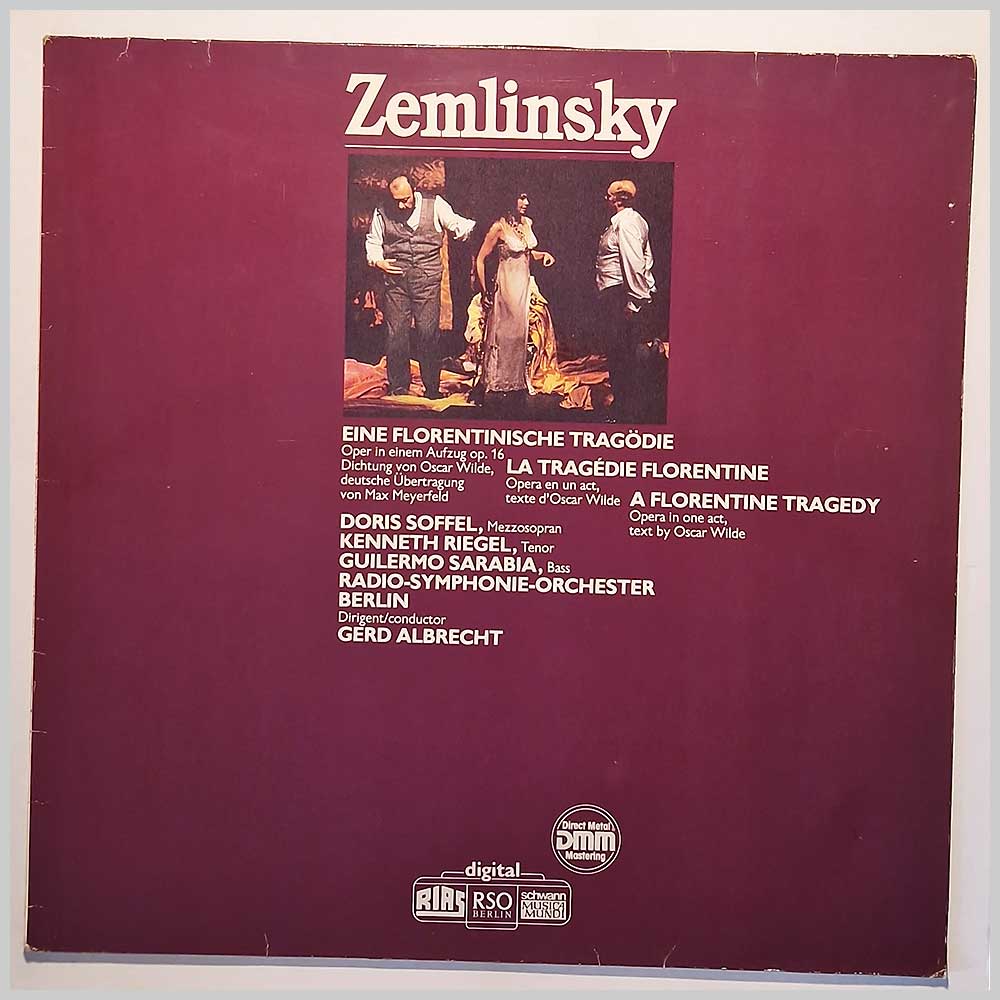 Zemlinsky
EINE FLORENTINISCHE TRAGÖDIE
Oper in einem Aufzug op. 16
Dichtung von Oscar Wilde,
deutsche Übertragung
von Max Meyerfeld
LA TRAGÉDIE FLORENTINE
Opera en un act,
texte d'Oscar Wilde
A FLORENTINE TRAGEDY
Opera in one act,
text by Oscar Wilde
DORIS SOFFEL, Mezzosopran
KENNETH RIEGEL, Tenor
GUILERMO SARABIA, Bass
RADIO-SYMPHONIE-ORCHESTER
BERLIN
Dirigent/conductor
GERD ALBRECHT
Direct Metal
DMM
Mastering
digital
RIAS
RSO
BERLIN
schwann
MUSICA
MUNDI